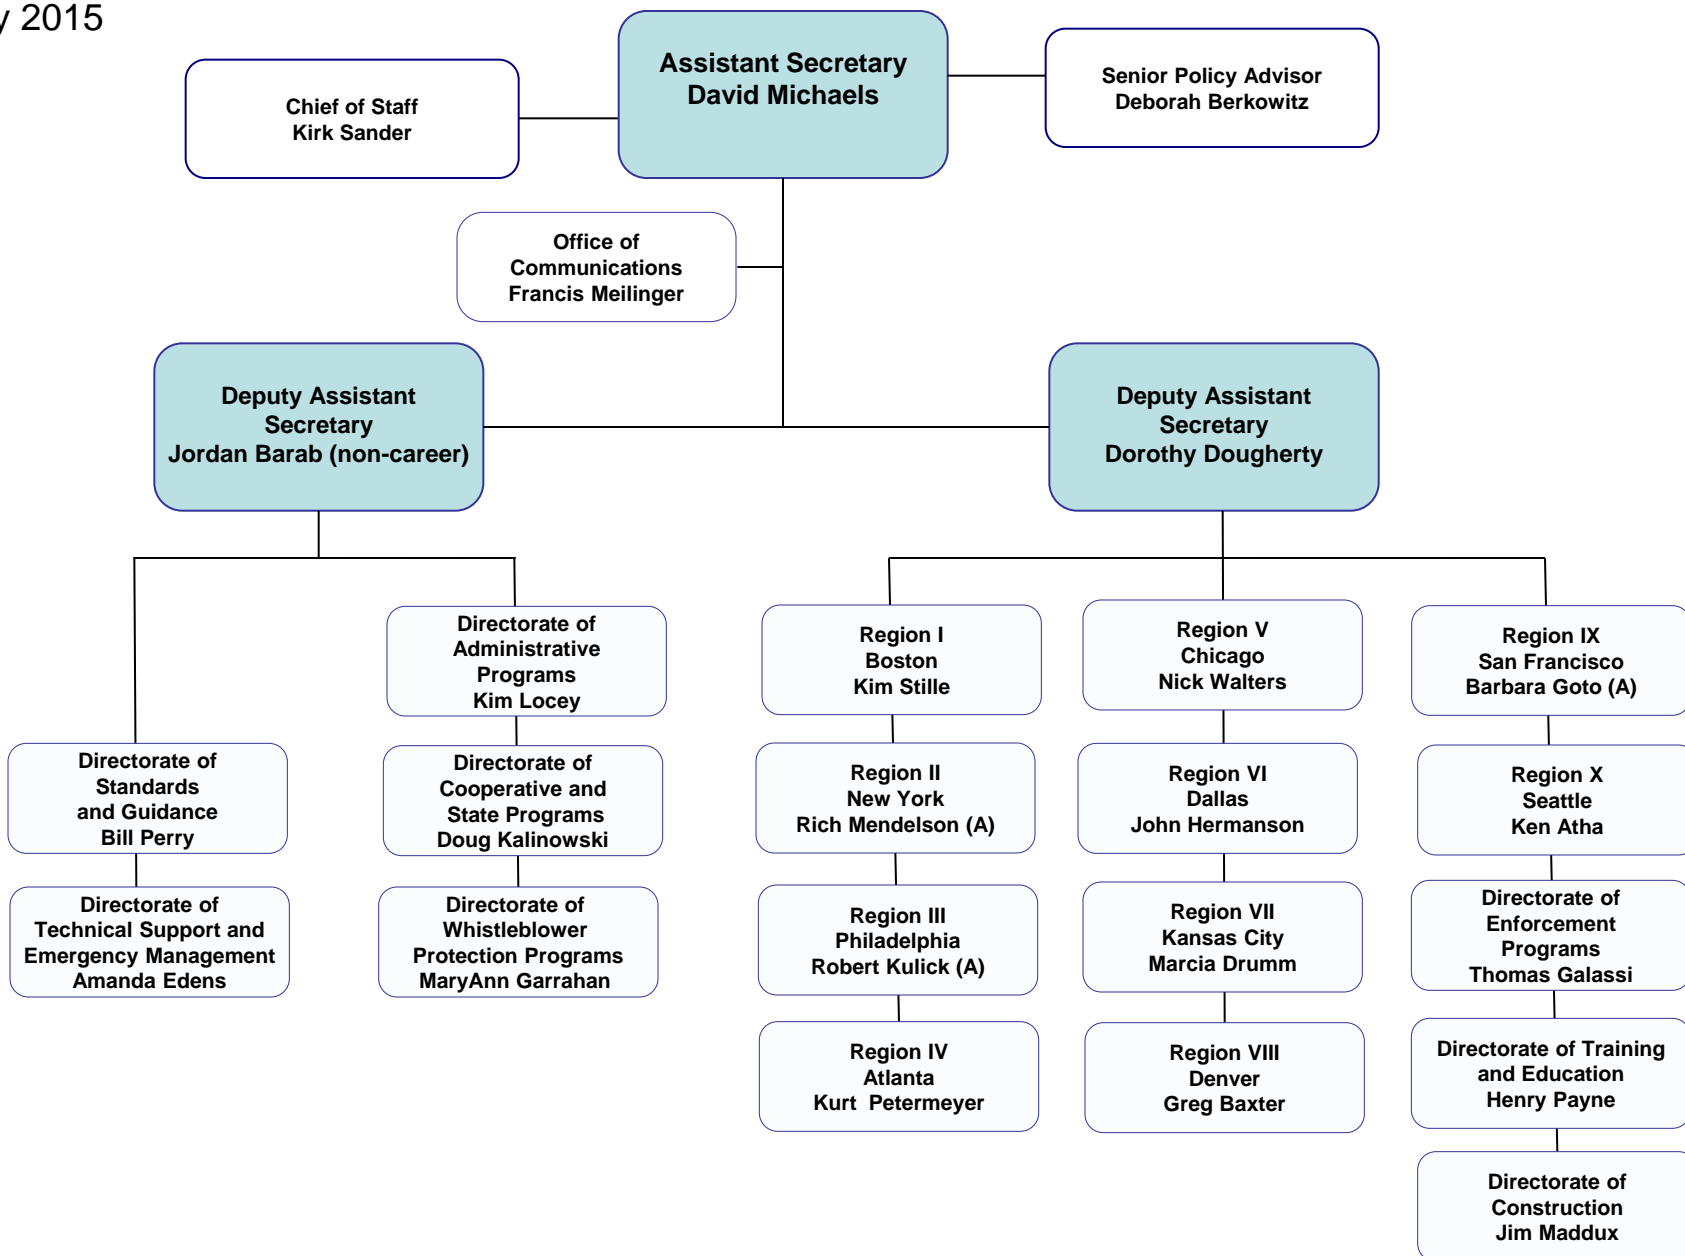 y 2015
Assistant Secretary
David Michaels
Chief of Staff
Kirk Sander
Senior Policy Advisor
Deborah Berkowitz
Office of
Communications
Francis Meilinger
Deputy Assistant
Secretary
Jordan Barab (non-career)
Deputy Assistant
Secretary
Dorothy Dougherty
Directorate of
Standards
and Guidance
Bill Perry
Directorate of
Technical Support and
Emergency Management
Amanda Edens
Directorate of
Administrative
Programs
Kim Locey
Directorate of
Cooperative and
State Programs
Doug Kalinowski
Directorate of
Whistleblower
Protection Programs
MaryAnn Garrahan
Region I
Boston
Kim Stille
Region II
New York
Rich Mendelson (A)
Region III
Philadelphia
Robert Kulick (A)
Region IV
Atlanta
Kurt  Petermeyer
Region V
Chicago
Nick Walters
Region VI
Dallas
John Hermanson
Region VII
Kansas City
Marcia Drumm
Region VIII
Denver
Greg Baxter
Region IX
San Francisco
Barbara Goto (A)
Region X
Seattle
Ken Atha
Directorate of
Enforcement
Programs
Thomas Galassi
Directorate of Training
and Education
Henry Payne
Directorate of
Construction
Jim Maddux